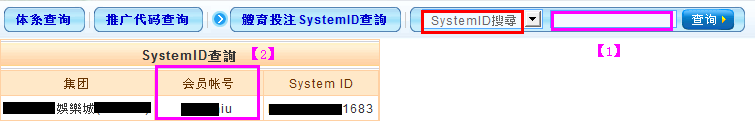 体系查詢 推广代码查詢 體育投注SystemID查詢 SystemID搜尋 查询
【1】
SystemID查詢 【2】
集团 会员帐号 System ID
娛樂城( ) iu 1683